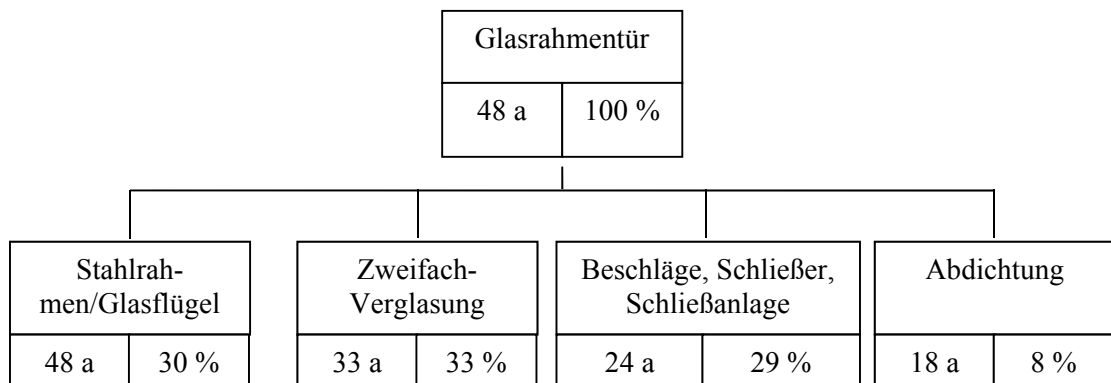 Glasrahmentür
48 a 100 %
Stahlrah-
men/Glasflügel
48 a 30 %
Zweifach-
Verglasung
33 a 33 %
Beschläge, Schließer,
Schließanlage
24 a 29 %
Abdichtung
18 a 8 %